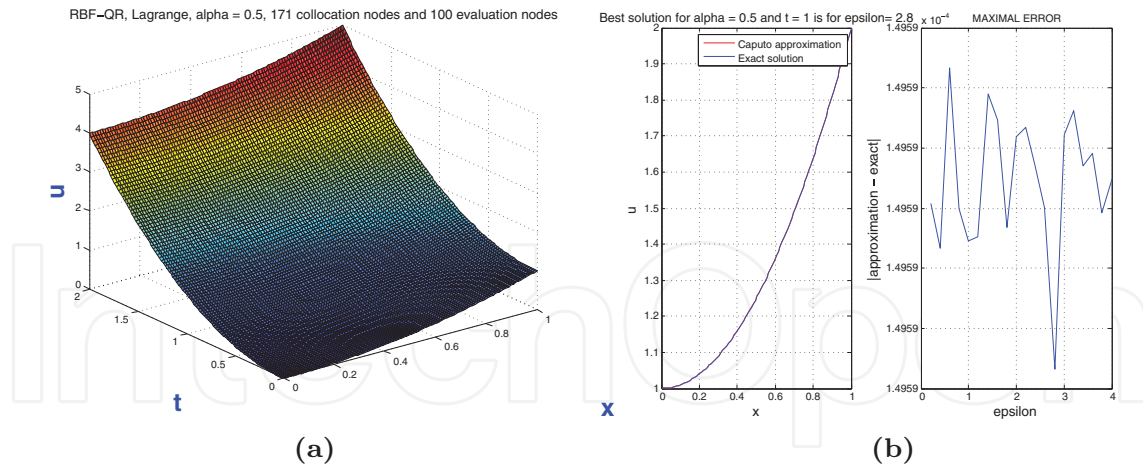 RBF-QR, Lagrange, alpha = 0.5, 171 collocation nodes and 100 evaluation nodes
5
4
3
2
1
0
u
2
1.5
1
0.5
0
t
0
0.2
0.4
0.6
0.8
1
x
(a)
Best solution for alpha = 0.5 and t = 1 is for epsilon= 2.8
Caputo approximation
Exact solution
2
1.9
1.8
1.7
1.6
1.5
1.4
1.3
1.2
1.1
1
u
0 0.2 0.4 0.6 0.8 1
x
x 10⁻⁴
MAXIMAL ERROR
1.4959
1.4959
1.4959
1.4959
1.4959
1.4959
1.4959
|approximation - exact|
0 1 2 3 4
epsilon
(b)
IntechOpen